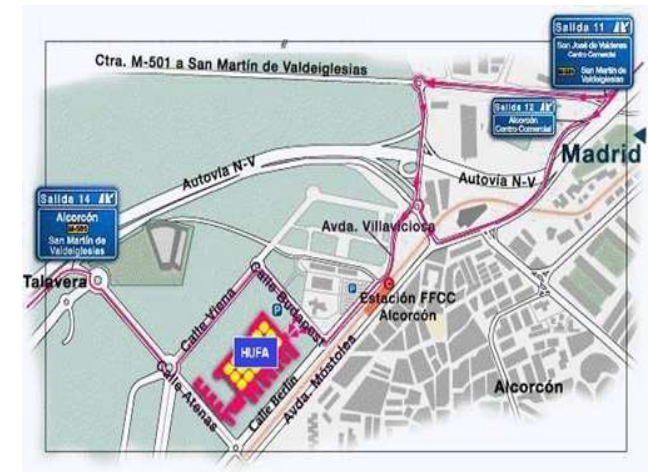 Salida 11
San José de Valderas
Centro Comercial
San Martín de
Valdeiglesias
Ctra. M-501 a San Martín de Valdeiglesias
Salida 12
Alcorcón
Centro Comercial
Madrid
Autovía N-V
Autovía N-V
Salida 14
Alcorcón
M-501
San Martín de
Valdeiglesias
Avda. Villaviciosa
Talavera
Calle Budapest
Calle Viena
P
P
C
Estación FFCC
Alcorcón
HUFA
Calle Atenas
Calle Berlín
Avda. Móstoles
Alcorcón